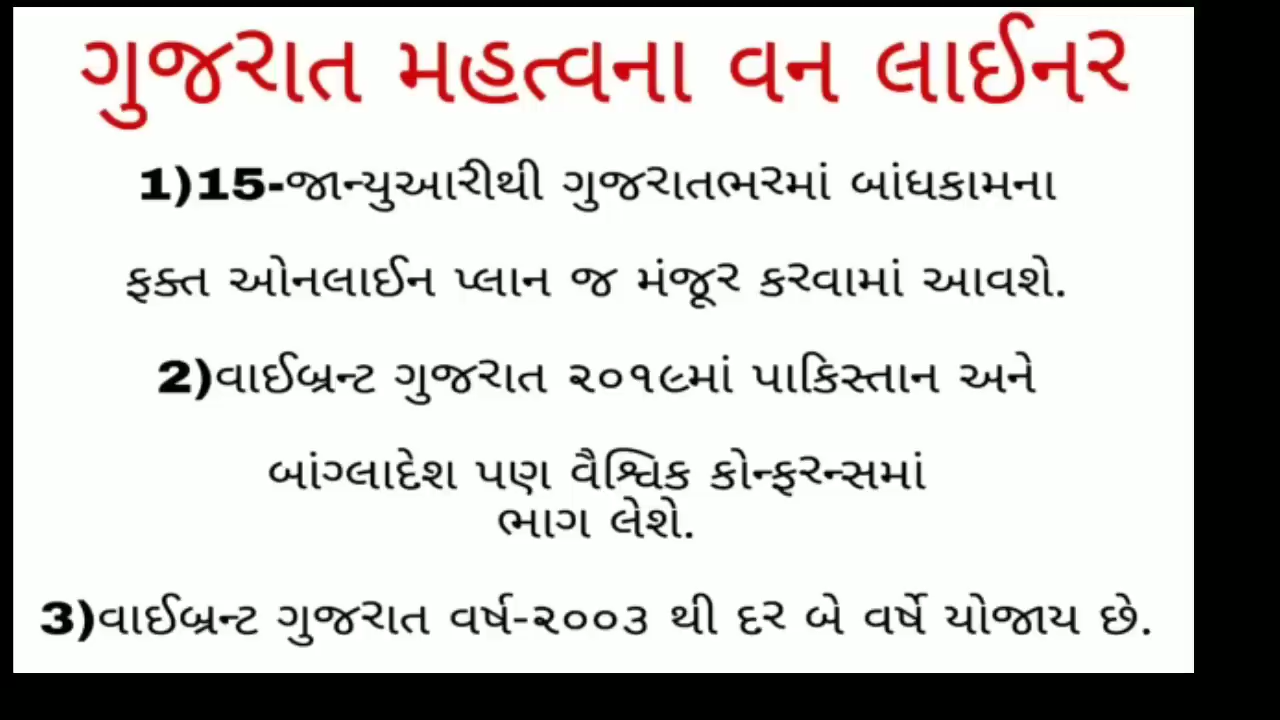 ગુજરાત મહત્વના વન લાઈનર
1)15-જાન્યુઆરીથી ગુજરાતભરમાં બાંધકામના
ફક્ત ઓનલાઈન પ્લાન જ મંજૂર કરવામાં આવશે.
2)વાઈબ્રન્ટ ગુજરાત ૨૦૧૯માં પાકિસ્તાન અને
બાંગ્લાદેશ પણ વૈશ્વિક કોન્ફરન્સમાં
ભાગ લેશે.
3)વાઈબ્રન્ટ ગુજરાત વર્ષ-૨૦૦૩ થી દર બે વર્ષે યોજાય છે.